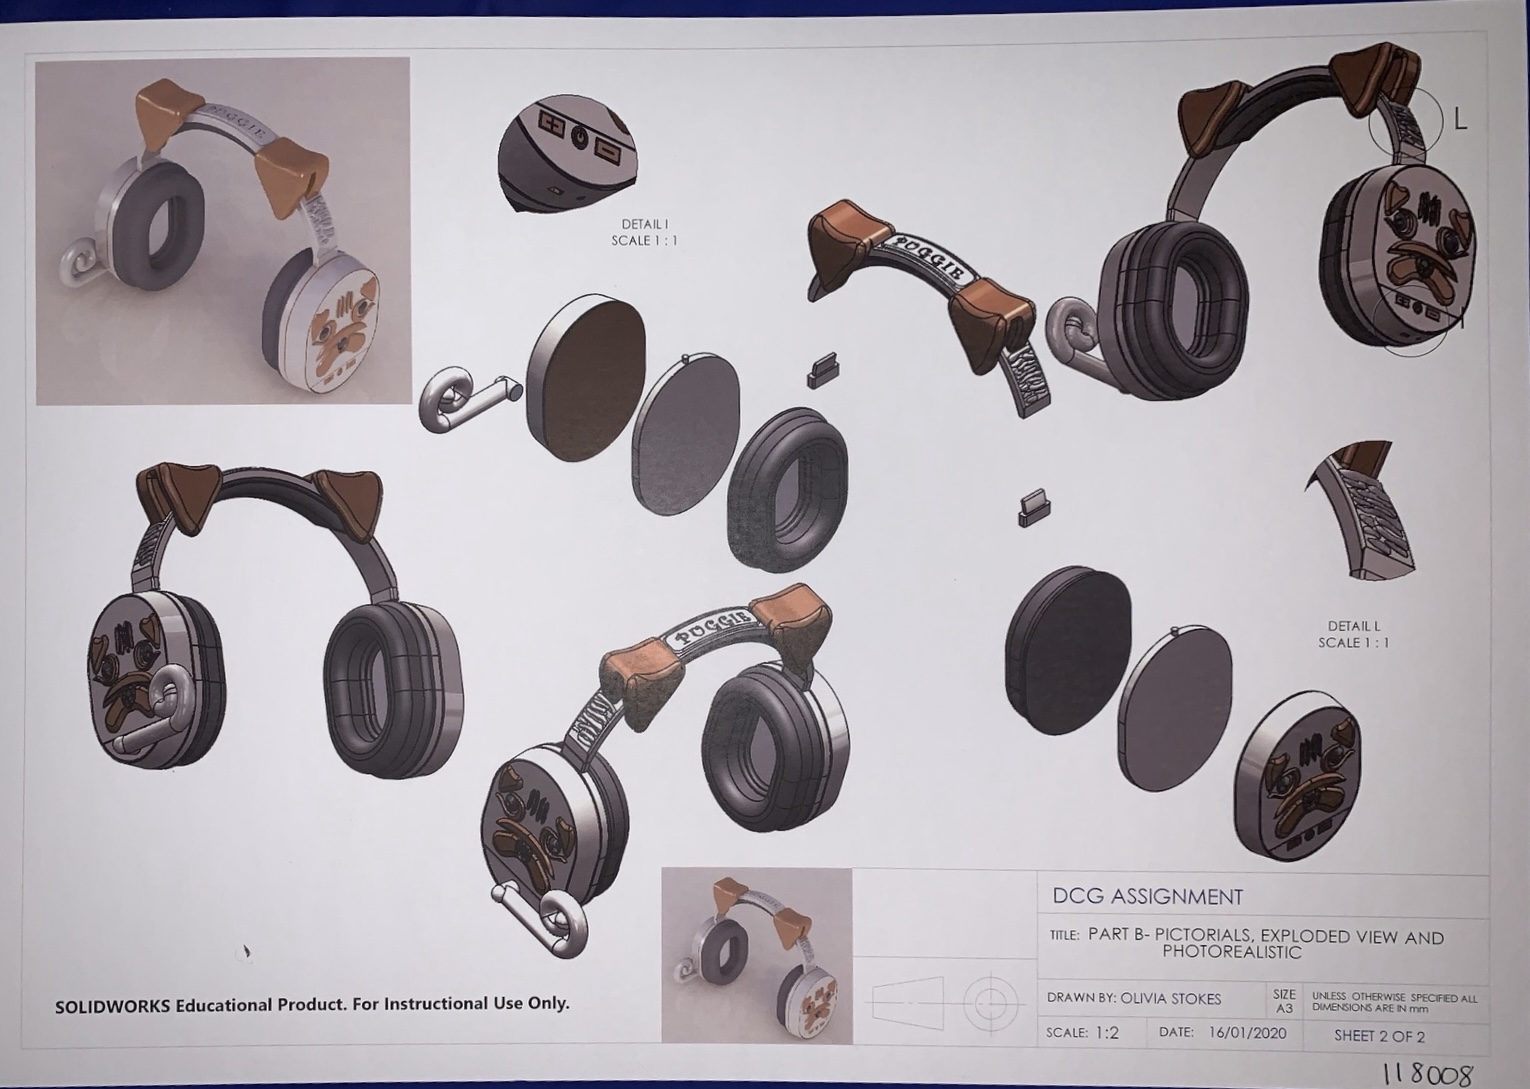 PUGGIE
DETAIL I
SCALE 1 : 1
L
PUGGIE
I
DETAIL L
SCALE 1 : 1
PUGGIE
DCG ASSIGNMENT
TITLE: PART B- PICTORIALS, EXPLODED VIEW AND
PHOTOREALISTIC
DRAWN BY: OLIVIA STOKES
SIZE
A3
UNLESS OTHERWISE SPECIFIED ALL
DIMENSIONS ARE IN mm
SCALE: 1:2
DATE: 16/01/2020
SHEET 2 OF 2
SOLIDWORKS Educational Product. For Instructional Use Only.
118008